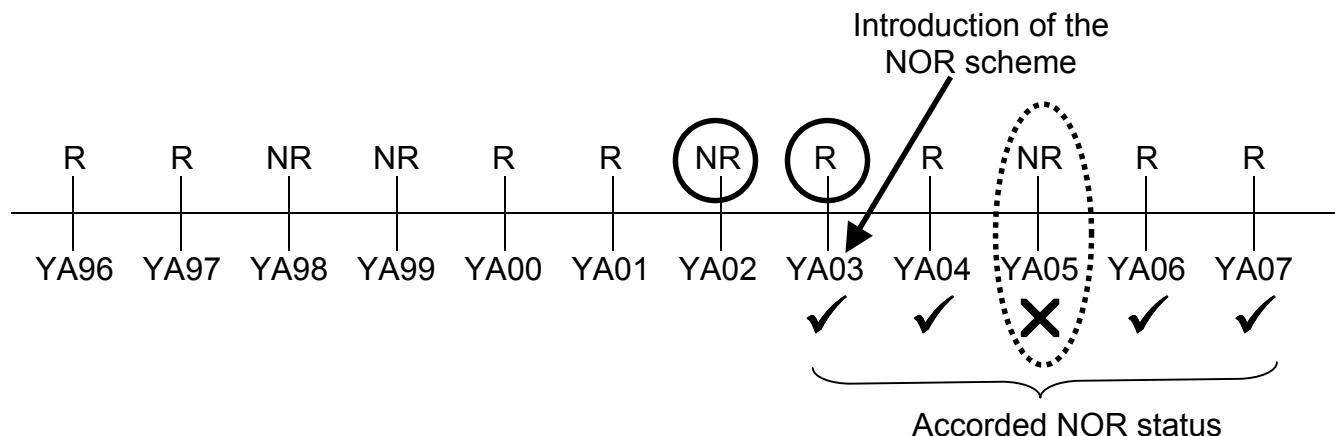 Introduction of the
NOR scheme
R R NR NR R R NR R R NR R R
YA96 YA97 YA98 YA99 YA00 YA01 YA02 YA03 YA04 YA05 YA06 YA07
Accorded NOR status